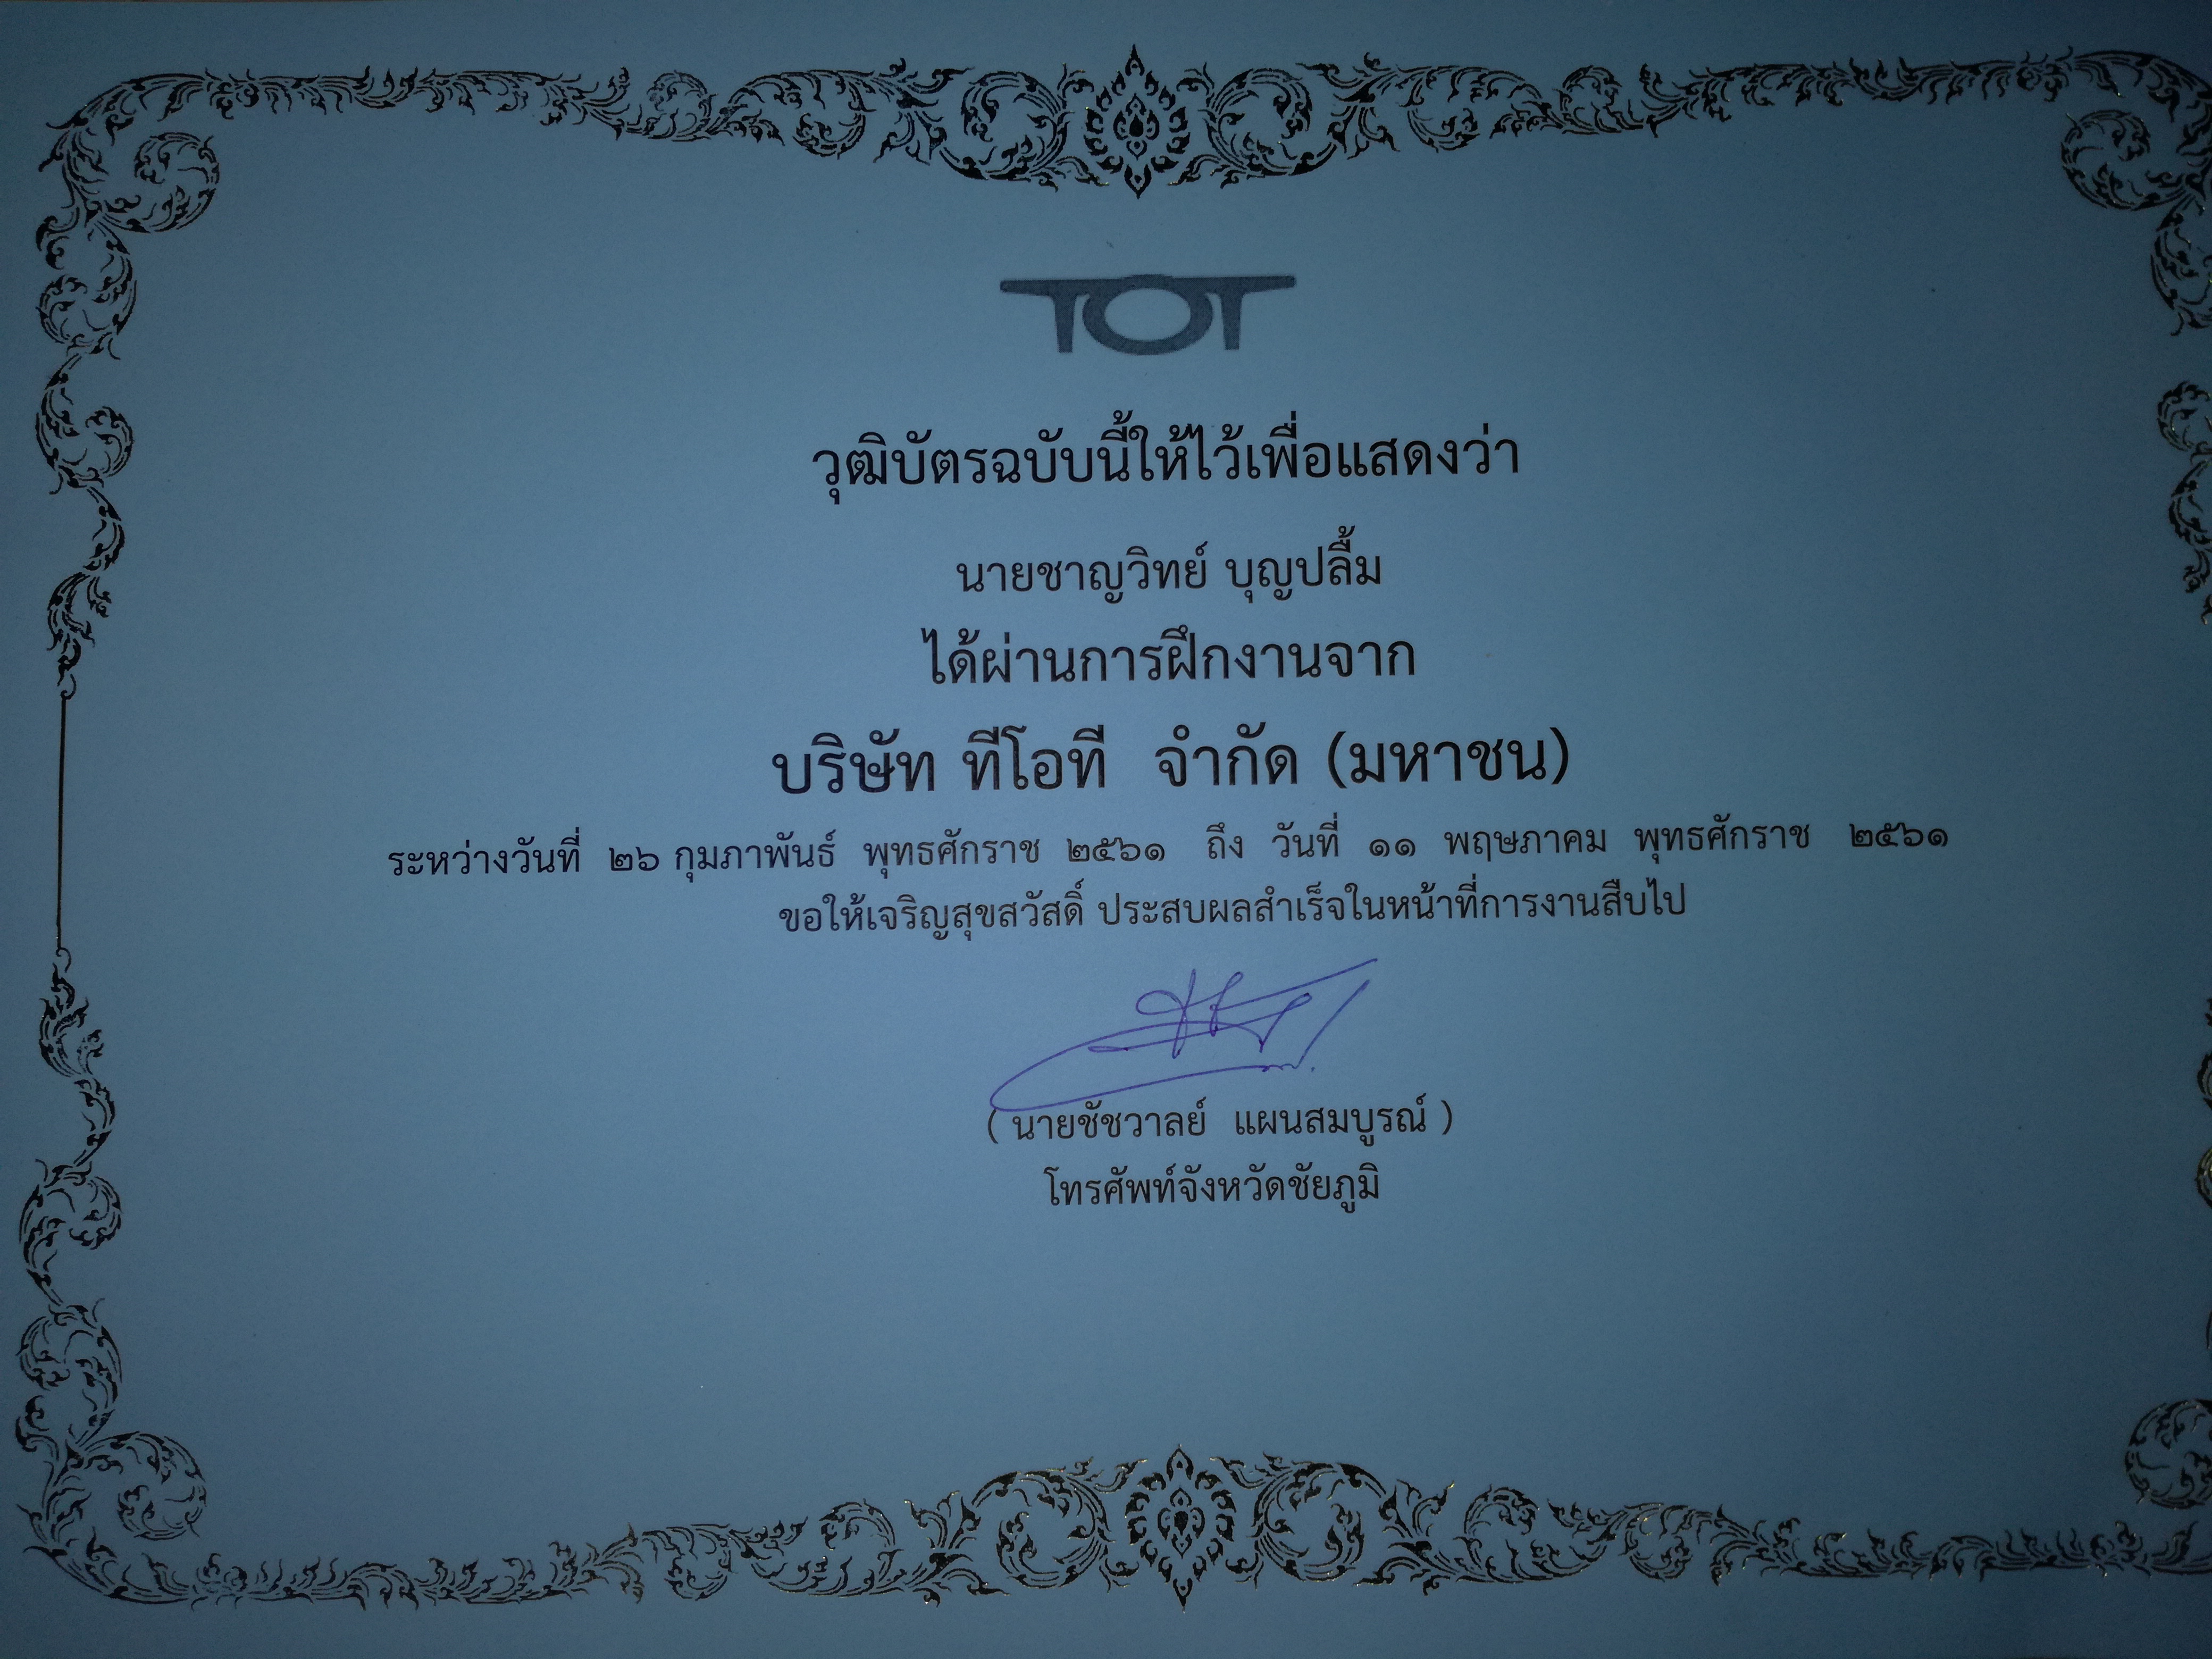 TOT
วุฒิบัตรฉบับนี้ให้ไว้เพื่อแสดงว่า
นายชาญวิทย์ บุญปลื้ม
ได้ผ่านการฝึกงานจาก
บริษัท ทีโอที จำกัด (มหาชน)
ระหว่างวันที่ ๒๖ กุมภาพันธ์ พุทธศักราช ๒๕๖๑ ถึง วันที่ ๑๑ พฤษภาคม พุทธศักราช ๒๕๖๑
ขอให้เจริญสุขสวัสดิ์ ประสบผลสำเร็จในหน้าที่การงานสืบไป
( นายชัชวาลย์ แผนสมบูรณ์ )
โทรศัพท์จังหวัดชัยภูมิ